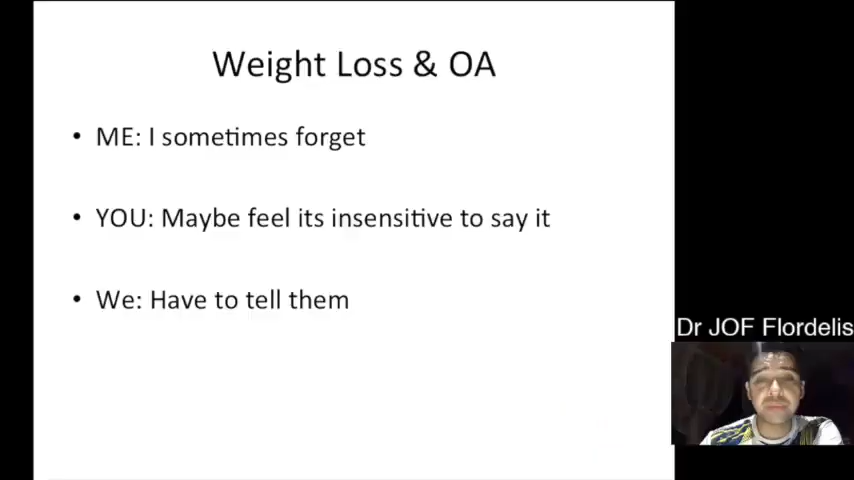 Weight Loss & OA
• ME: I sometimes forget
• YOU: Maybe feel its insensitive to say it
• We: Have to tell them
Dr JOF Flordelis